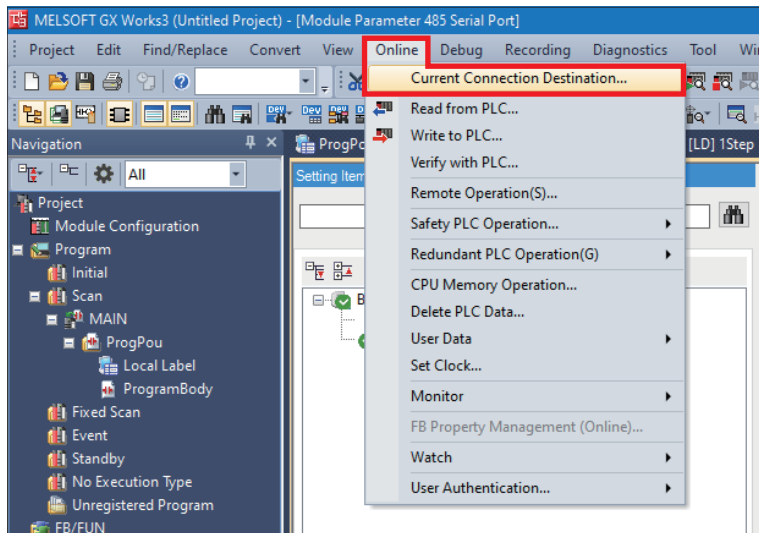 MELSOFT GX Works3 (Untitled Project) - [Module Parameter 485 Serial Port]
Project Edit Find/Replace Convert View Online Debug Recording Diagnostics Tool
Current Connection Destination...
Read from PLC...
Write to PLC...
Verify with PLC...
Remote Operation(S)...
Safety PLC Operation...
Redundant PLC Operation(G)
CPU Memory Operation...
Delete PLC Data...
User Data
Set Clock...
Monitor
FB Property Management (Online)...
Watch
User Authentication...
Navigation
All
Project
Module Configuration
Program
Initial
Scan
MAIN
ProgPou
Local Label
ProgramBody
Fixed Scan
Event
Standby
No Execution Type
Unregistered Program
FB/FUN
[LD] 1Step